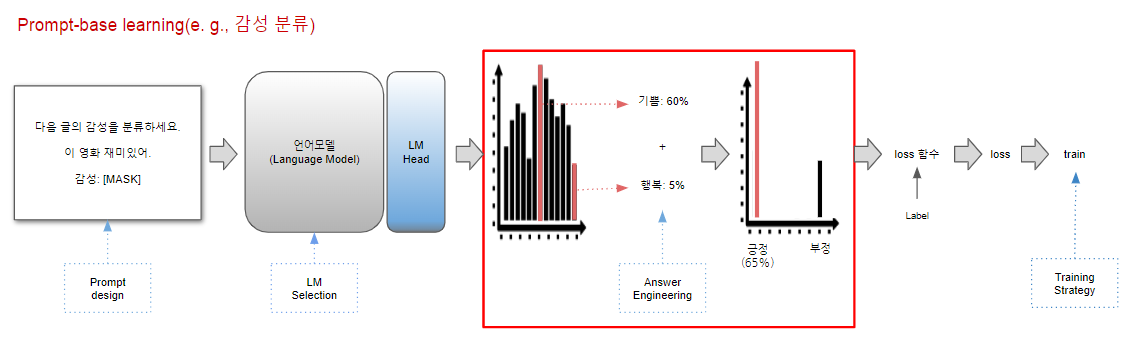 Prompt-base learning(e. g., 감성 분류)
다음 글의 감성을 분류하세요.
이 영화 재미있어.
감성: [MASK]
언어모델
(Language Model)
LM
Head
기쁨: 60%
+
행복: 5%
긍정
(65%)
부정
loss 함수
loss
train
Label
Prompt
design
LM
Selection
Answer
Engineering
Training
Strategy